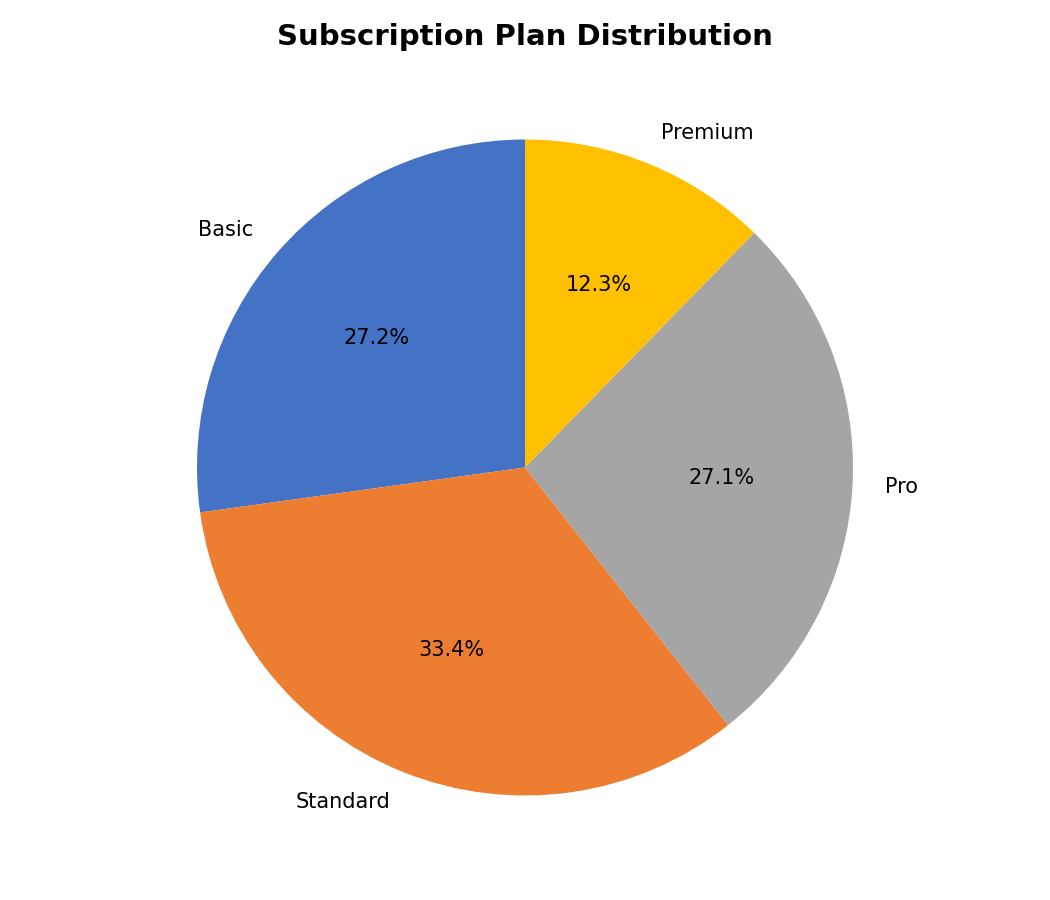 Subscription Plan Distribution
Premium
Basic
12.3%
27.2%
27.1%
Pro
33.4%
Standard